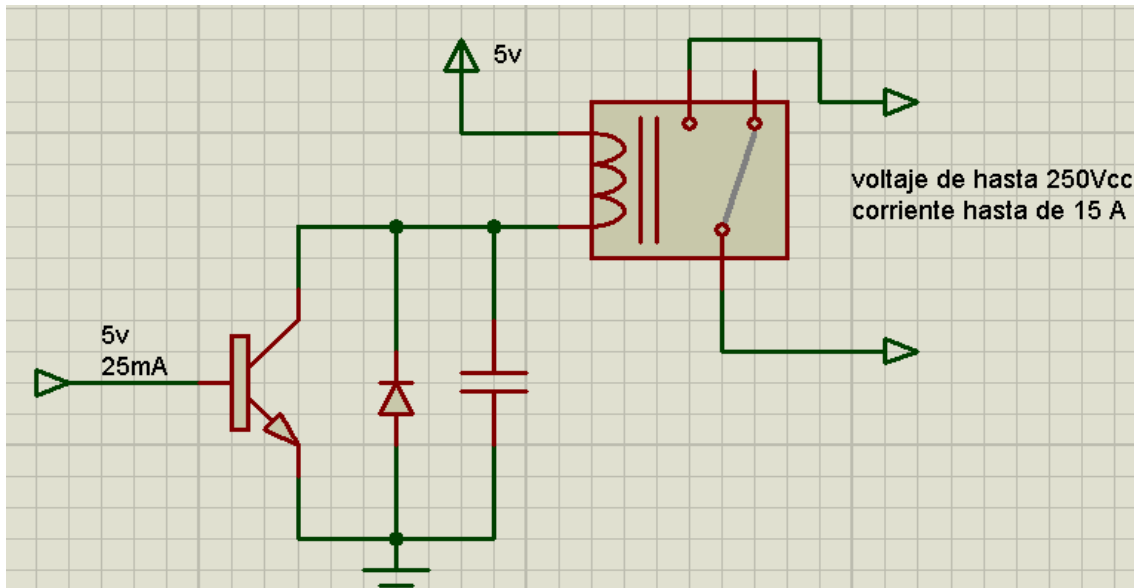 5v
voltaje de hasta 250Vcc
corriente hasta de 15 A
5v
25mA